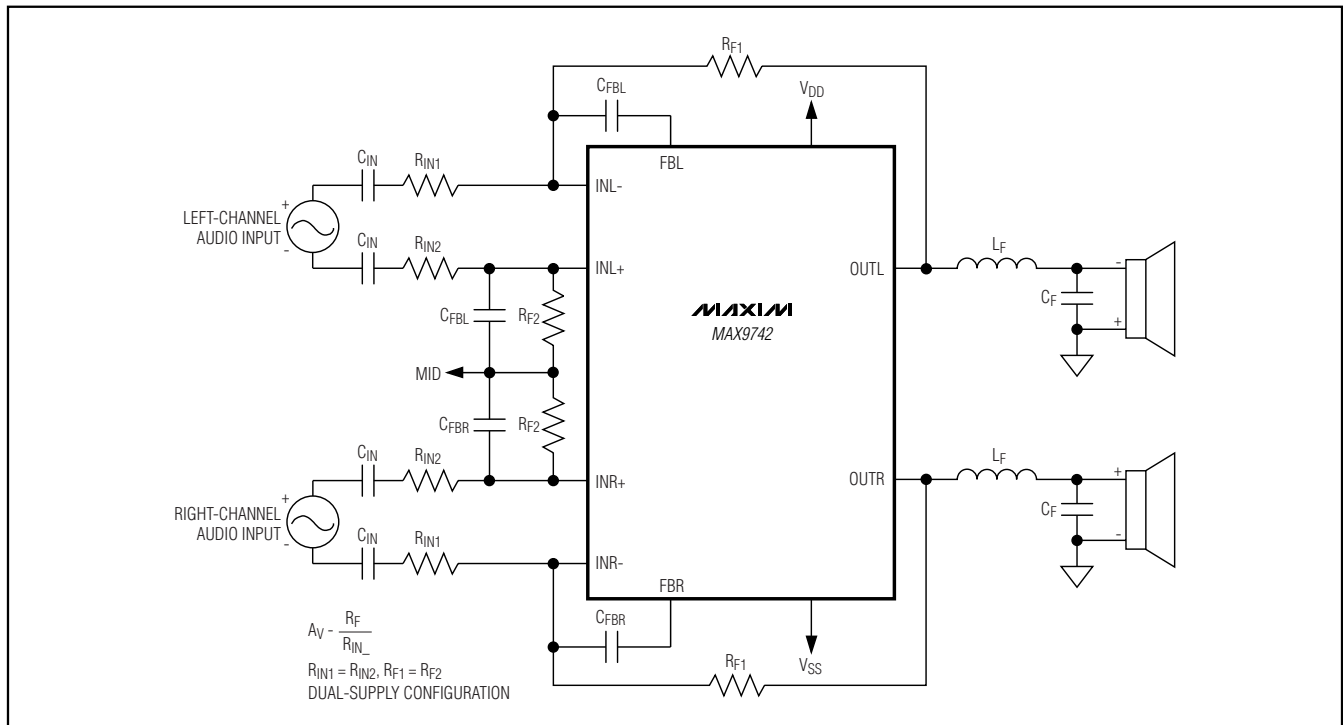 RF1
CFBL
VDD
CIN
RIN1
FBL
INL-
+
LEFT-CHANNEL
AUDIO INPUT
-
CIN
RIN2
INL+
OUTL
LF
-
CF
+
CFBL
RF2
MAXIM
MAX9742
MID
CFBR
RF2
CIN
RIN2
INR+
OUTR
LF
+
CF
-
+
RIGHT-CHANNEL
AUDIO INPUT
-
CIN
RIN1
INR-
FBR
CFBR
VSS
RF1
AV - RF
RIN_
RIN1 = RIN2, RF1 = RF2
DUAL-SUPPLY CONFIGURATION